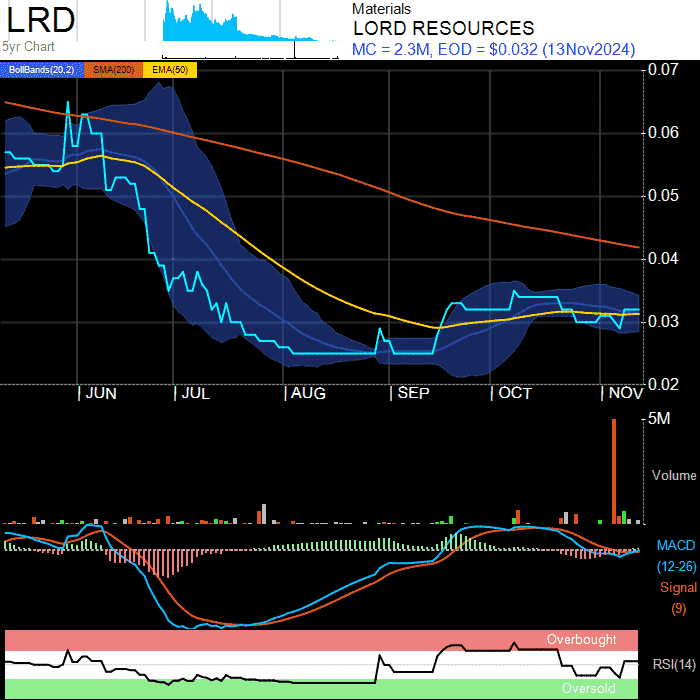 LRD
5yr Chart
Materials
LORD RESOURCES
MC = 2.3M, EOD = $0.032 (13Nov2024)
BollBands(20,2) SMA(200) EMA(50)
0.07
0.06
0.05
0.04
0.03
0.02
| JUN | JUL | AUG | SEP | OCT | NOV
5M
Volume
MACD
(12-26)
Signal
(9)
Overbought
RSI(14)
Oversold